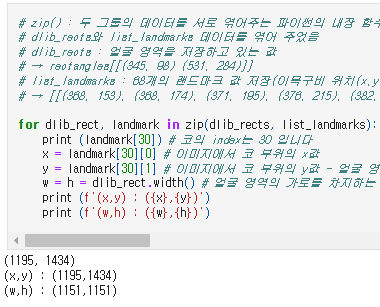 # zip() : 두 그룹의 데이터를 서로 엮어주는 파이썬의 내장 함수
# dlib_rects와 list_landmarks 데이터를 엮어 주었음
# dlib_rects : 얼굴 영역을 저장하고 있는 값
# → rectangles[[(345, 98) (531, 284)]]
# list_landmarks : 68개의 랜드마크 값 저장(이목구비 위치(x,y
# → [[(368, 153), (368, 174), (371, 195), (376, 215), (382,
for dlib_rect, landmark in zip(dlib_rects, list_landmarks):
print (landmark[30]) # 코의 index는 30 입니다
x = landmark[30][0] # 이미지에서 코 부위의 x값
y = landmark[30][1] # 이미지에서 코 부위의 y값 - 얼굴 영
w = h = dlib_rect.width() # 얼굴 영역의 가로를 차지하는
print (f'(x,y) : ({x},{y})')
print (f'(w,h) : ({w},{h})')
(1195, 1434)
(x,y) : (1195,1434)
(w,h) : (1151,1151)